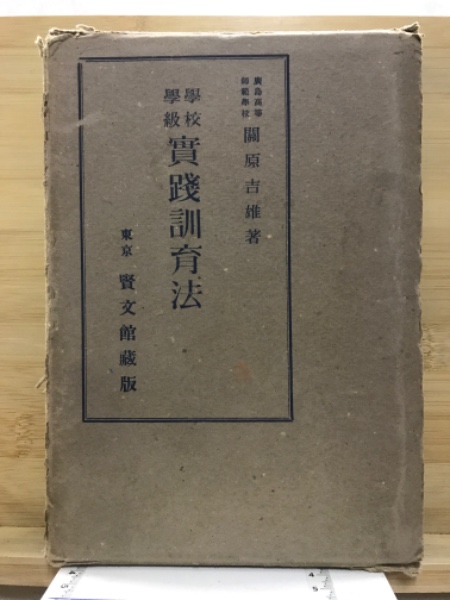 廣島高等
師範學校
關原吉雄著
學校
學級
實踐訓育法
東京 賢文館藏版